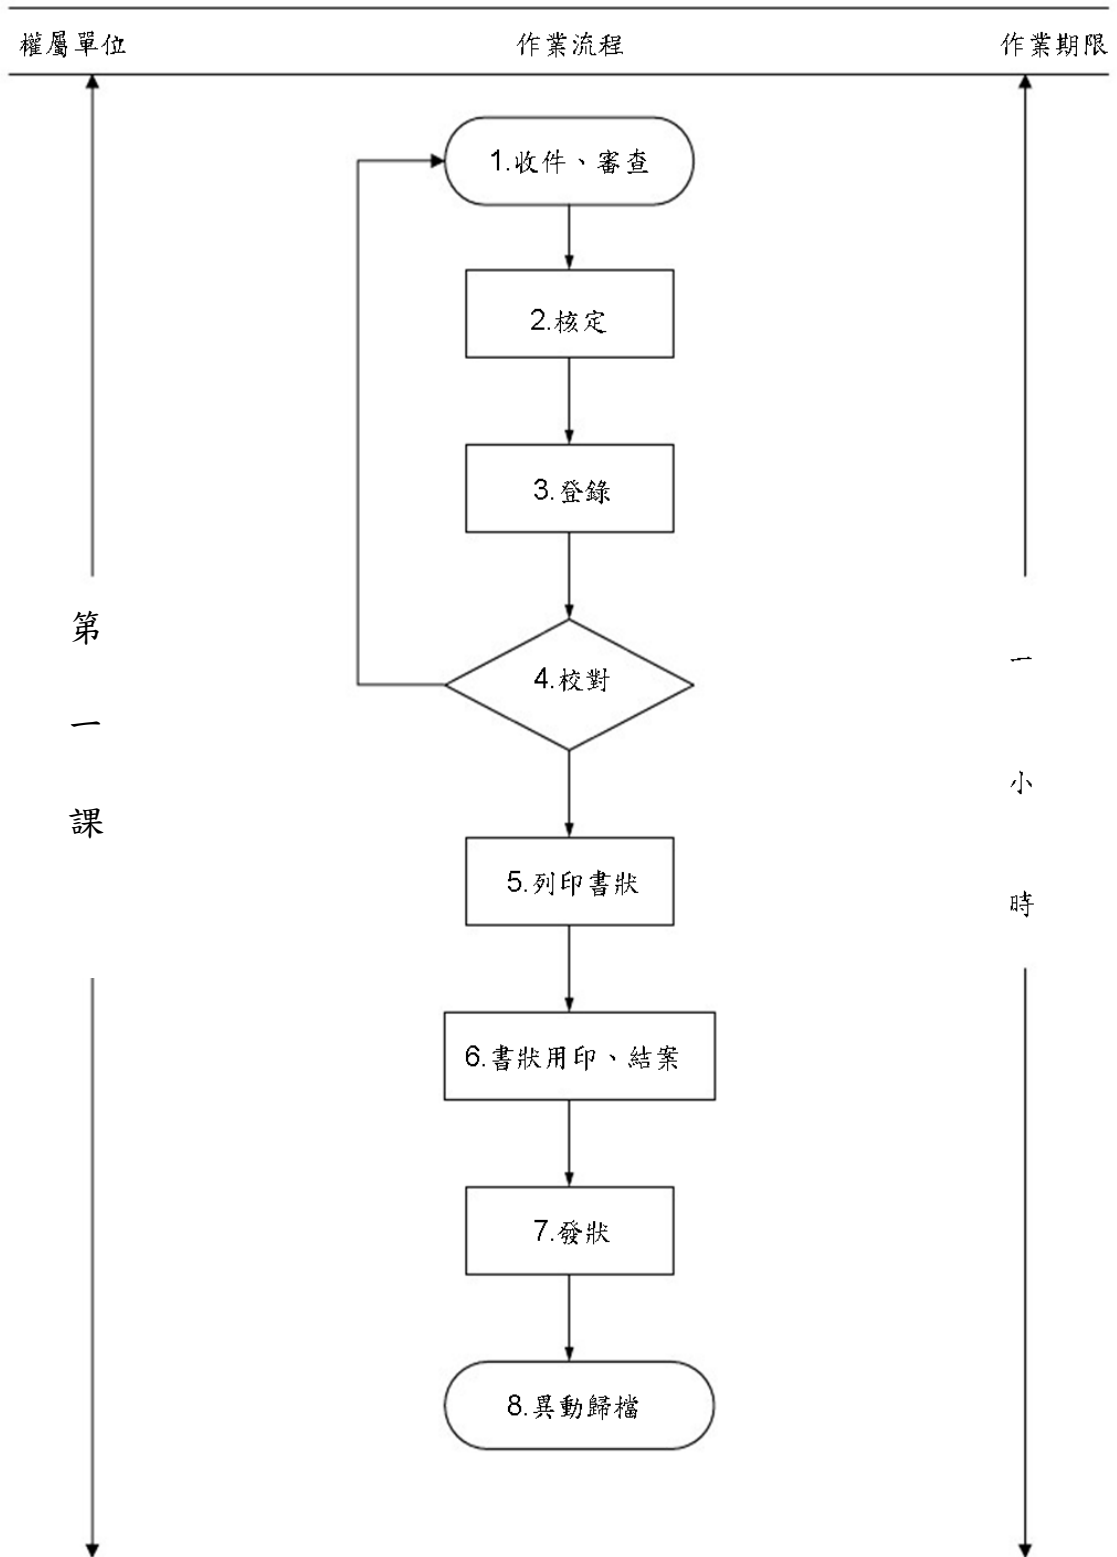 權屬單位 作業流程 作業期限
1.收件、審查
2.核定
3.登錄
4.校對
5.列印書狀
6.書狀用印、結案
7.發狀
8.異動歸檔
第
一
課
一
小
時